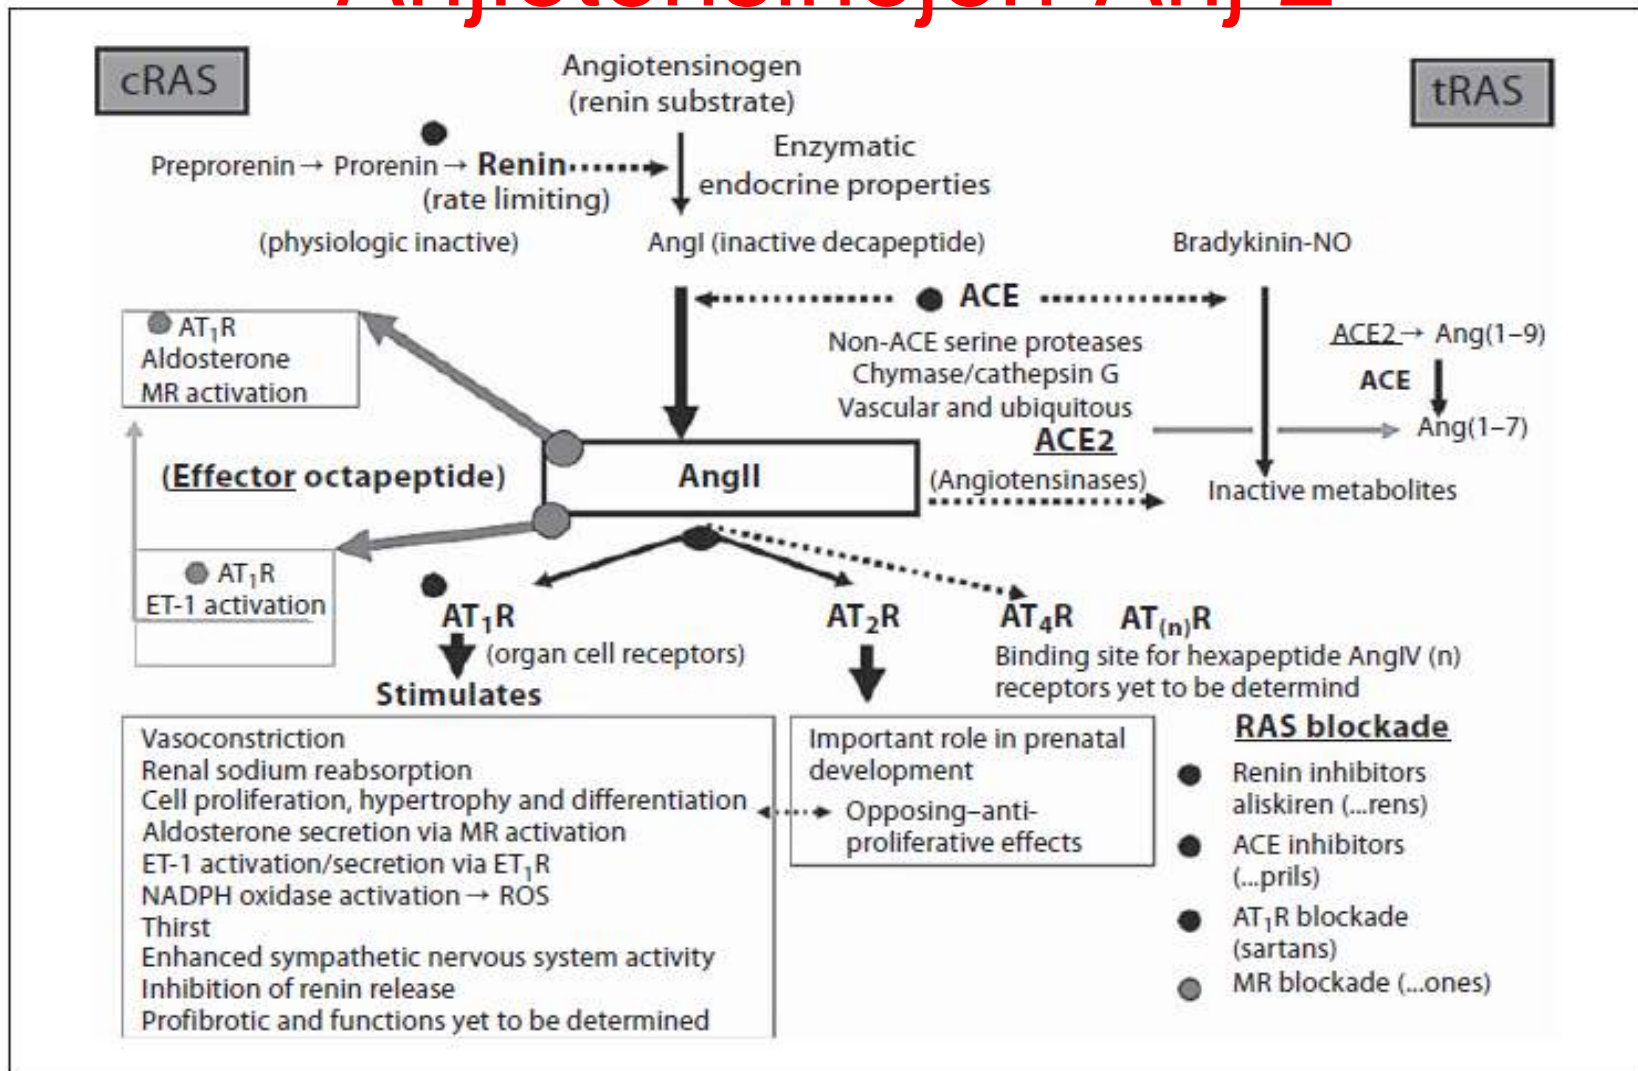 Anjiotensinojen-Anj 2
cRAS
Angiotensinogen
(renin substrate)
tRAS
Preprorenin → Prorenin → Renin
(rate limiting)
Enzymatic
endocrine properties
(physiologic inactive)
AngI (inactive decapeptide)
Bradykinin-NO
ACE
Non-ACE serine proteases
Chymase/cathepsin G
Vascular and ubiquitous
ACE2
(Angiotensinases)
ACE2 → Ang(1–9)
ACE
Ang(1–7)
Inactive metabolites
AT₁R
Aldosterone
MR activation
(Effector octapeptide)
AngII
AT₁R
ET-1 activation
AT₁R
(organ cell receptors)
Stimulates
AT₂R
AT₄R AT₍n₎R
Binding site for hexapeptide AngIV (n)
receptors yet to be determind
Vasoconstriction
Renal sodium reabsorption
Cell proliferation, hypertrophy and differentiation
Aldosterone secretion via MR activation
ET-1 activation/secretion via ET₁R
NADPH oxidase activation → ROS
Thirst
Enhanced sympathetic nervous system activity
Inhibition of renin release
Profibrotic and functions yet to be determined
Important role in prenatal
development
Opposing–anti-
proliferative effects
RAS blockade
Renin inhibitors
aliskiren (...rens)
ACE inhibitors
(...prils)
AT₁R blockade
(sartans)
MR blockade (...ones)